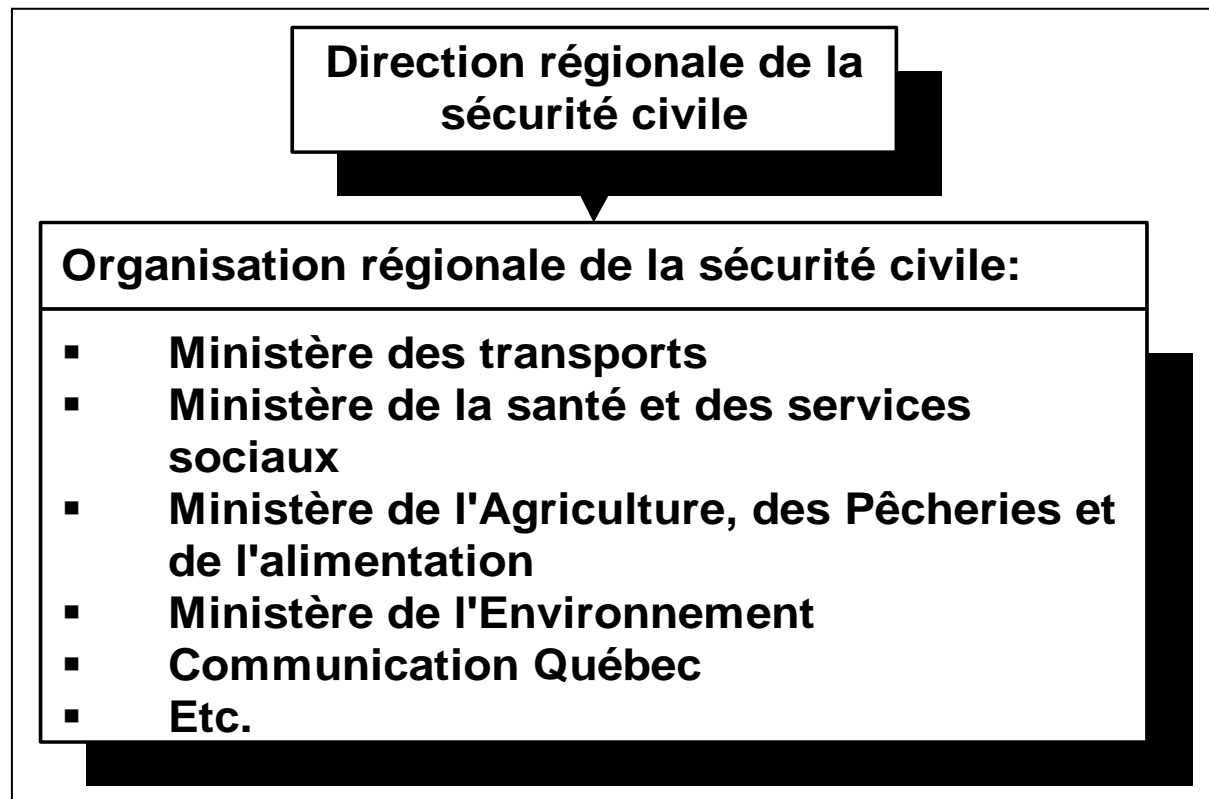 Direction régionale de la
sécurité civile
Organisation régionale de la sécurité civile:
▪ Ministère des transports
▪ Ministère de la santé et des services
sociaux
▪ Ministère de l'Agriculture, des Pêcheries et
de l'alimentation
▪ Ministère de l'Environnement
▪ Communication Québec
▪ Etc.